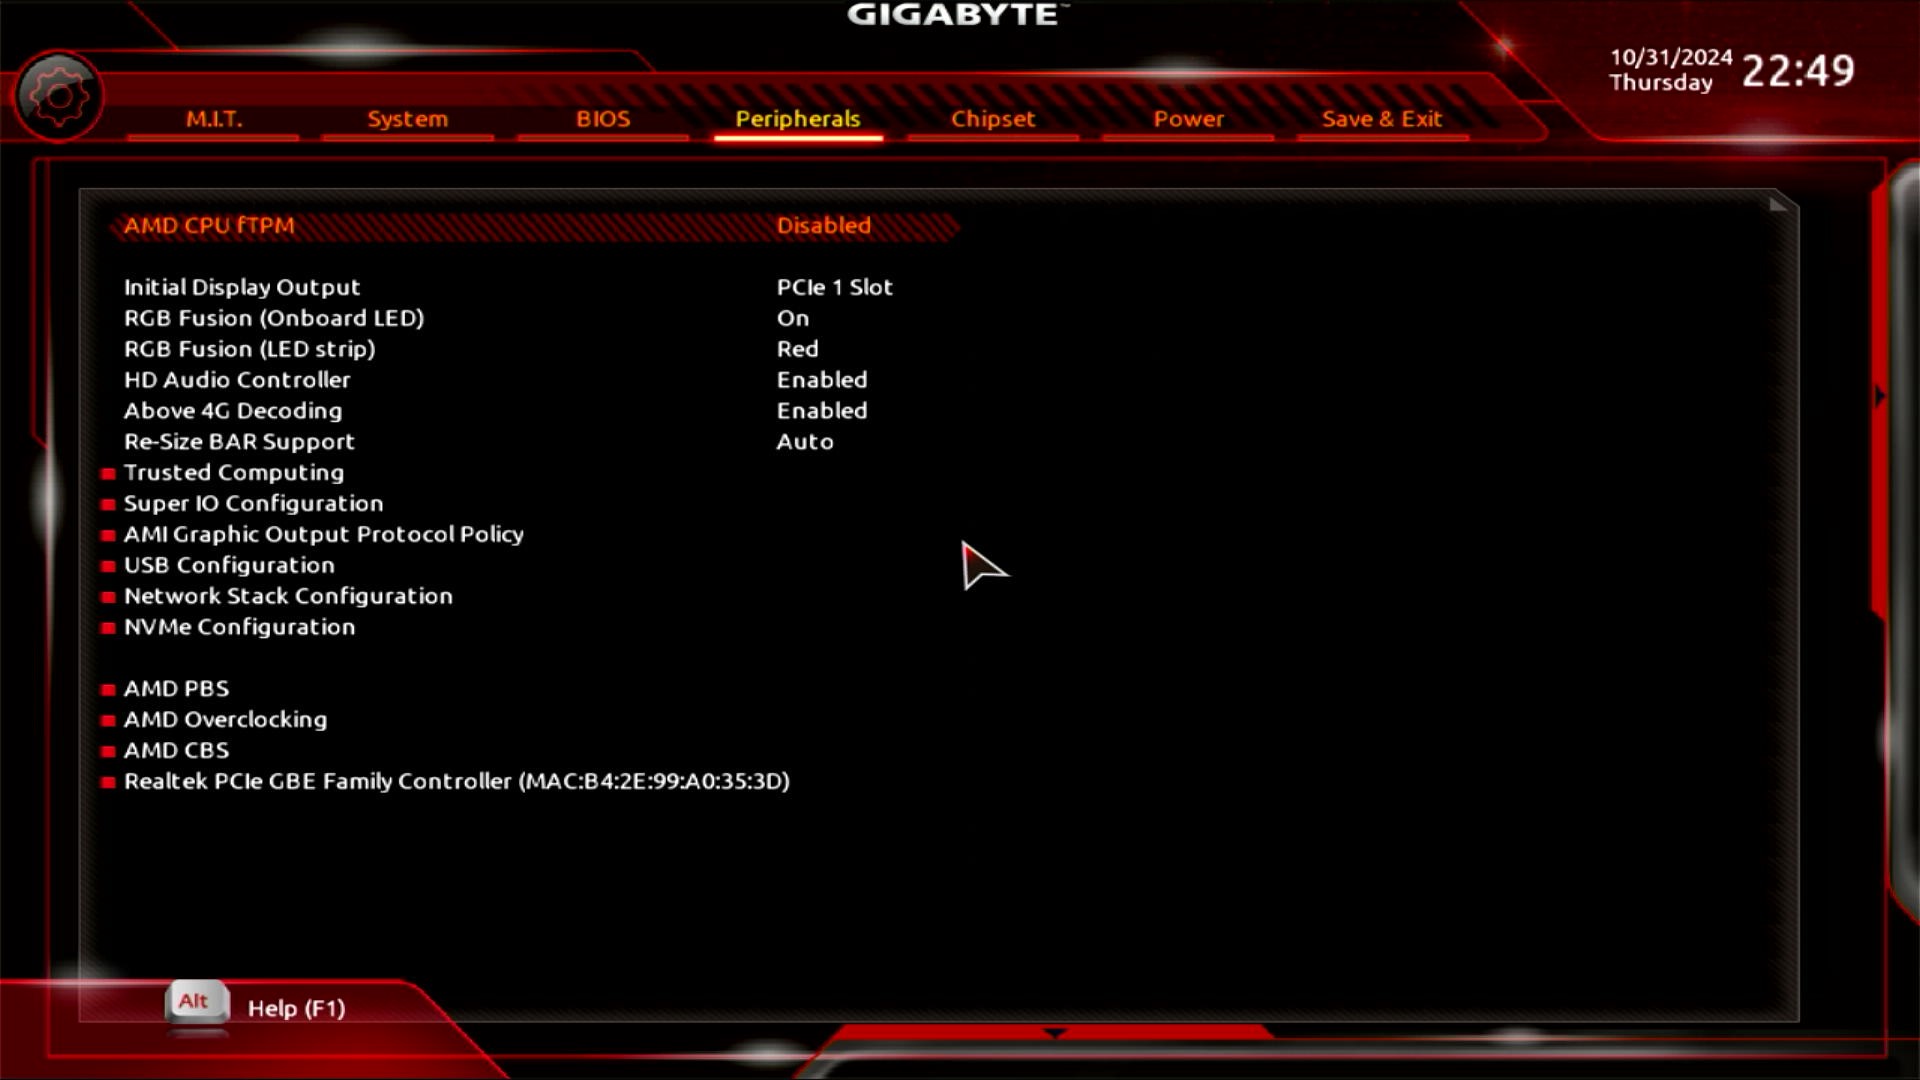 GIGABYTE™
10/31/2024
Thursday
22:49
M.I.T. System BIOS Peripherals Chipset Power Save & Exit
AMD CPU fTPM Disabled
Initial Display Output PCIe 1 Slot
RGB Fusion (Onboard LED) On
RGB Fusion (LED strip) Red
HD Audio Controller Enabled
Above 4G Decoding Enabled
Re-Size BAR Support Auto
Trusted Computing
Super IO Configuration
AMI Graphic Output Protocol Policy
USB Configuration
Network Stack Configuration
NVMe Configuration
AMD PBS
AMD Overclocking
AMD CBS
Realtek PCIe GBE Family Controller (MAC:B4:2E:99:A0:35:3D)
Alt Help (F1)